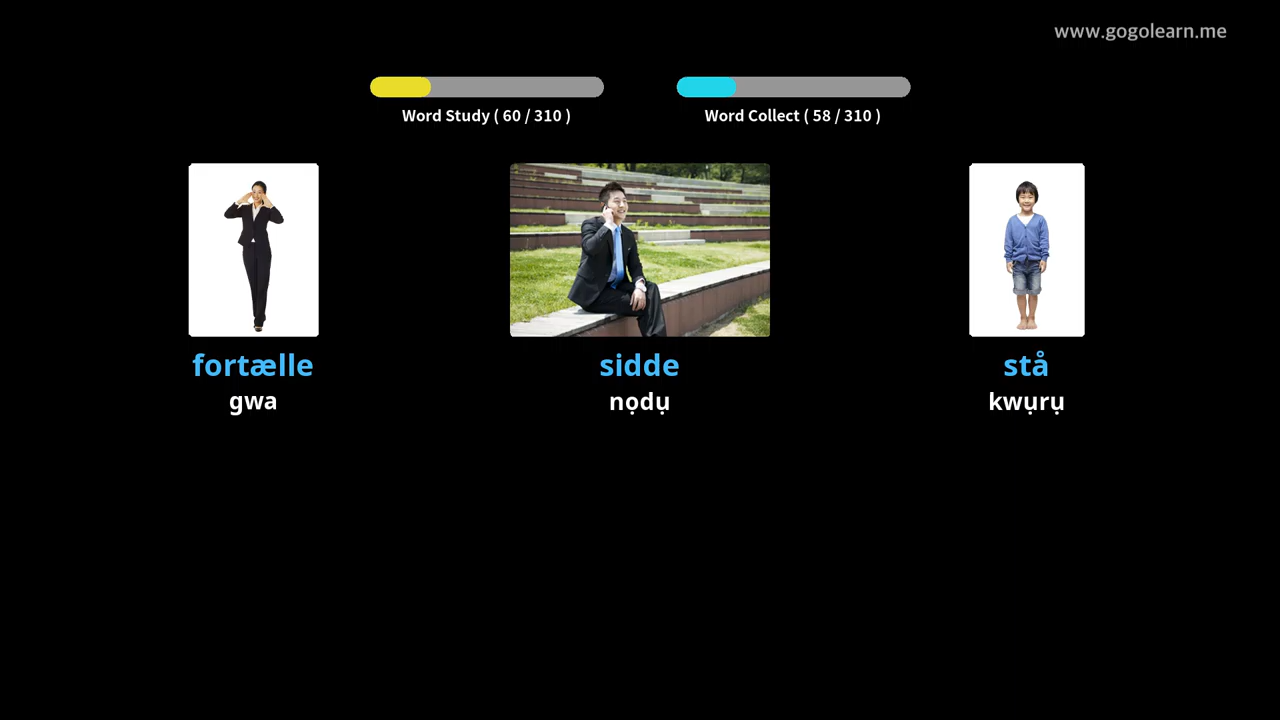 www.gogolearn.me
Word Study ( 60 / 310 )
Word Collect ( 58 / 310 )
fortælle
gwa
sidde
nọdụ
stå
kwụrụ